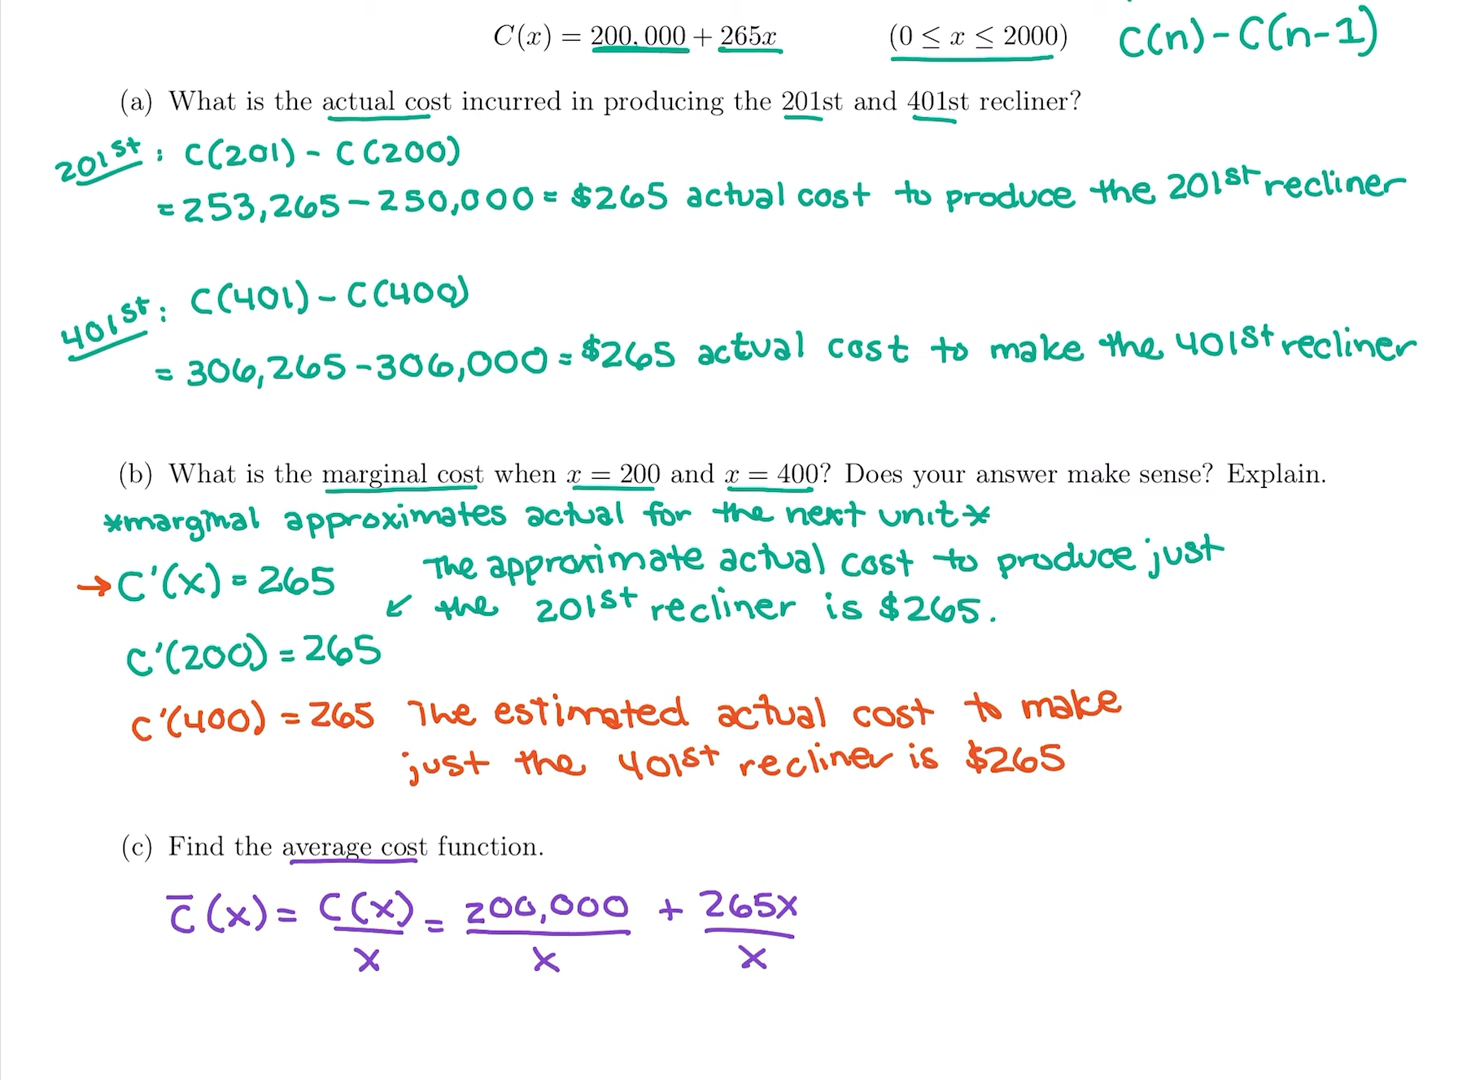 C(x) = 200,000 + 265x (0 ≤ x ≤ 2000) C(n) - C(n-1)
(a) What is the actual cost incurred in producing the 201st and 401st recliner?
201st: C(201) - C(200)
= 253,265 - 250,000 = $265 actual cost to produce the 201st recliner
401st: C(401) - C(400)
= 306,265 - 306,000 = $265 actual cost to make the 401st recliner
(b) What is the marginal cost when x = 200 and x = 400? Does your answer make sense? Explain.
*marginal approximates actual for the next unit*
→ C'(x) = 265 The approximate actual cost to produce just
↙ the 201st recliner is $265.
C'(200) = 265
C'(400) = 265 The estimated actual cost to make
just the 401st recliner is $265
(c) Find the average cost function.
C̄(x) = C(x)/x = 200,000/x + 265x/x